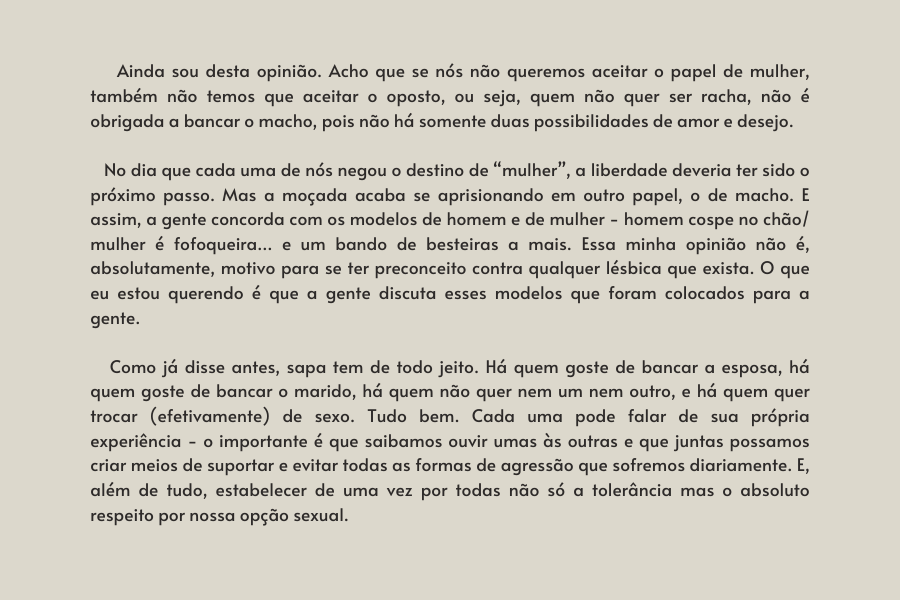 Ainda sou desta opinião. Acho que se nós não queremos aceitar o papel de mulher,
também não temos que aceitar o oposto, ou seja, quem não quer ser racha, não é
obrigada a bancar o macho, pois não há somente duas possibilidades de amor e desejo.
No dia que cada uma de nós negou o destino de “mulher”, a liberdade deveria ter sido o
próximo passo. Mas a moçada acaba se aprisionando em outro papel, o de macho. E
assim, a gente concorda com os modelos de homem e de mulher - homem cospe no chão/
mulher é fofoqueira... e um bando de besteiras a mais. Essa minha opinião não é,
absolutamente, motivo para se ter preconceito contra qualquer lésbica que exista. O que
eu estou querendo é que a gente discuta esses modelos que foram colocados para a
gente.
Como já disse antes, sapa tem de todo jeito. Há quem goste de bancar a esposa, há
quem goste de bancar o marido, há quem não quer nem um nem outro, e há quem quer
trocar (efetivamente) de sexo. Tudo bem. Cada uma pode falar de sua própria
experiência - o importante é que saibamos ouvir umas às outras e que juntas possamos
criar meios de suportar e evitar todas as formas de agressão que sofremos diariamente. E,
além de tudo, estabelecer de uma vez por todas não só a tolerância mas o absoluto
respeito por nossa opção sexual.